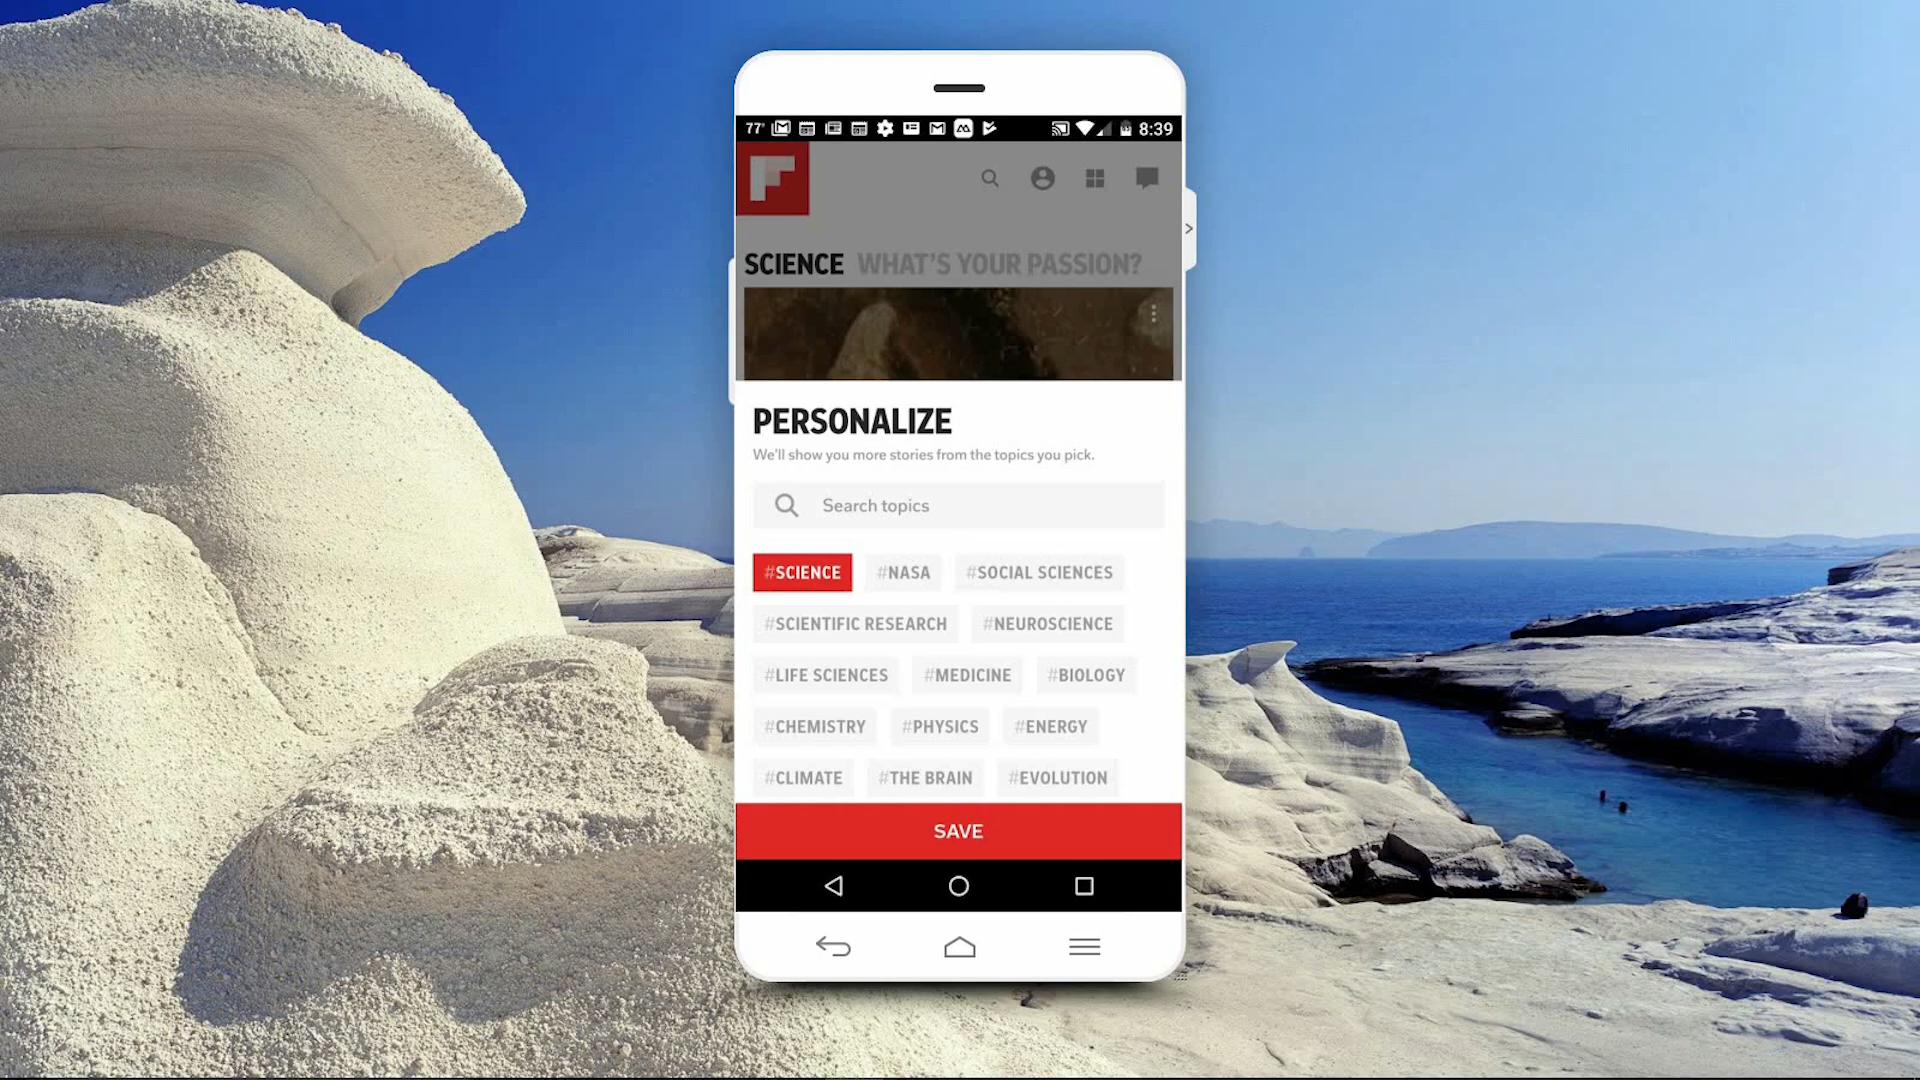 77° 8:39
SCIENCE WHAT'S YOUR PASSION?
PERSONALIZE
We'll show you more stories from the topics you pick.
Search topics
#SCIENCE #NASA #SOCIAL SCIENCES
#SCIENTIFIC RESEARCH #NEUROSCIENCE
#LIFE SCIENCES #MEDICINE #BIOLOGY
#CHEMISTRY #PHYSICS #ENERGY
#CLIMATE #THE BRAIN #EVOLUTION
SAVE